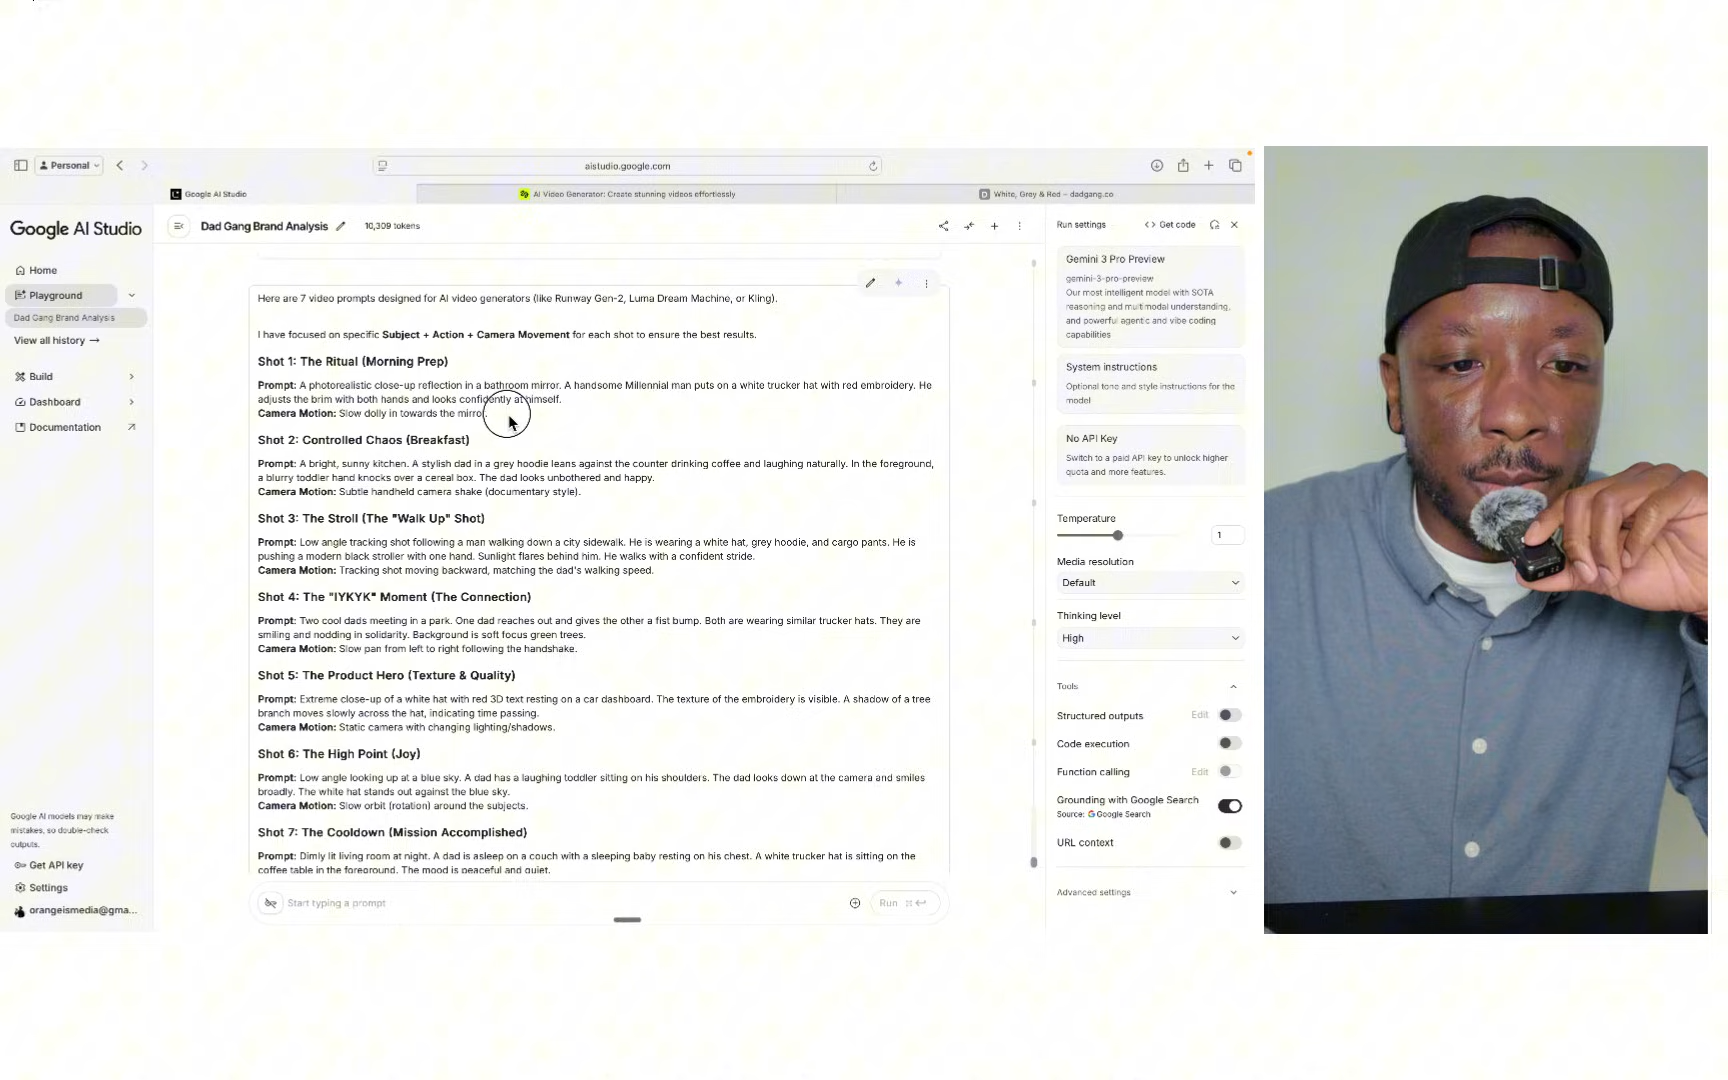 Personal
aistudio.google.com
Google AI Studio
AI Video Generator: Create stunning videos effortlessly
White, Grey & Red – dadgang.co
Google AI Studio
Home
Playground
Dad Gang Brand Analysis
View all history →
Build
Dashboard
Documentation
Google AI models may make
mistakes, so double-check
outputs.
Get API key
Settings
orangeismedia@gma...
Dad Gang Brand Analysis
10,309 tokens
Here are 7 video prompts designed for AI video generators (like Runway Gen-2, Luma Dream Machine, or Kling).
I have focused on specific Subject + Action + Camera Movement for each shot to ensure the best results.
Shot 1: The Ritual (Morning Prep)
Prompt: A photorealistic close-up reflection in a bathroom mirror. A handsome Millennial man puts on a white trucker hat with red embroidery. He
adjusts the brim with both hands and looks confidently at himself.
Camera Motion: Slow dolly in towards the mirror.
Shot 2: Controlled Chaos (Breakfast)
Prompt: A bright, sunny kitchen. A stylish dad in a grey hoodie leans against the counter drinking coffee and laughing naturally. In the foreground,
a blurry toddler hand knocks over a cereal box. The dad looks unbothered and happy.
Camera Motion: Subtle handheld camera shake (documentary style).
Shot 3: The Stroll (The "Walk Up" Shot)
Prompt: Low angle tracking shot following a man walking down a city sidewalk. He is wearing a white hat, grey hoodie, and cargo pants. He is
pushing a modern black stroller with one hand. Sunlight flares behind him. He walks with a confident stride.
Camera Motion: Tracking shot moving backward, matching the dad's walking speed.
Shot 4: The "IYKYK" Moment (The Connection)
Prompt: Two cool dads meeting in a park. One dad reaches out and gives the other a fist bump. Both are wearing similar trucker hats. They are
smiling and nodding in solidarity. Background is soft focus green trees.
Camera Motion: Slow pan from left to right following the handshake.
Shot 5: The Product Hero (Texture & Quality)
Prompt: Extreme close-up of a white hat with red 3D text resting on a car dashboard. The texture of the embroidery is visible. A shadow of a tree
branch moves slowly across the hat, indicating time passing.
Camera Motion: Static camera with changing lighting/shadows.
Shot 6: The High Point (Joy)
Prompt: Low angle looking up at a blue sky. A dad has a laughing toddler sitting on his shoulders. The dad looks down at the camera and smiles
broadly. The white hat stands out against the blue sky.
Camera Motion: Slow orbit (rotation) around the subjects.
Shot 7: The Cooldown (Mission Accomplished)
Prompt: Dimly lit living room at night. A dad is asleep on a couch with a sleeping baby resting on his chest. A white trucker hat is sitting on the
coffee table in the foreground. The mood is peaceful and quiet.
Start typing a prompt
Run
Run settings
<> Get code
Gemini 3 Pro Preview
gemini-3-pro-preview
Our most intelligent model with SOTA
reasoning and multimodal understanding,
and powerful agentic and vibe coding
capabilities
System instructions
Optional tone and style instructions for the
model
No API Key
Switch to a paid API key to unlock higher
quota and more features.
Temperature
1
Media resolution
Default
Thinking level
High
Tools
Structured outputs
Edit
Code execution
Function calling
Edit
Grounding with Google Search
Source: Google Search
URL context
Advanced settings